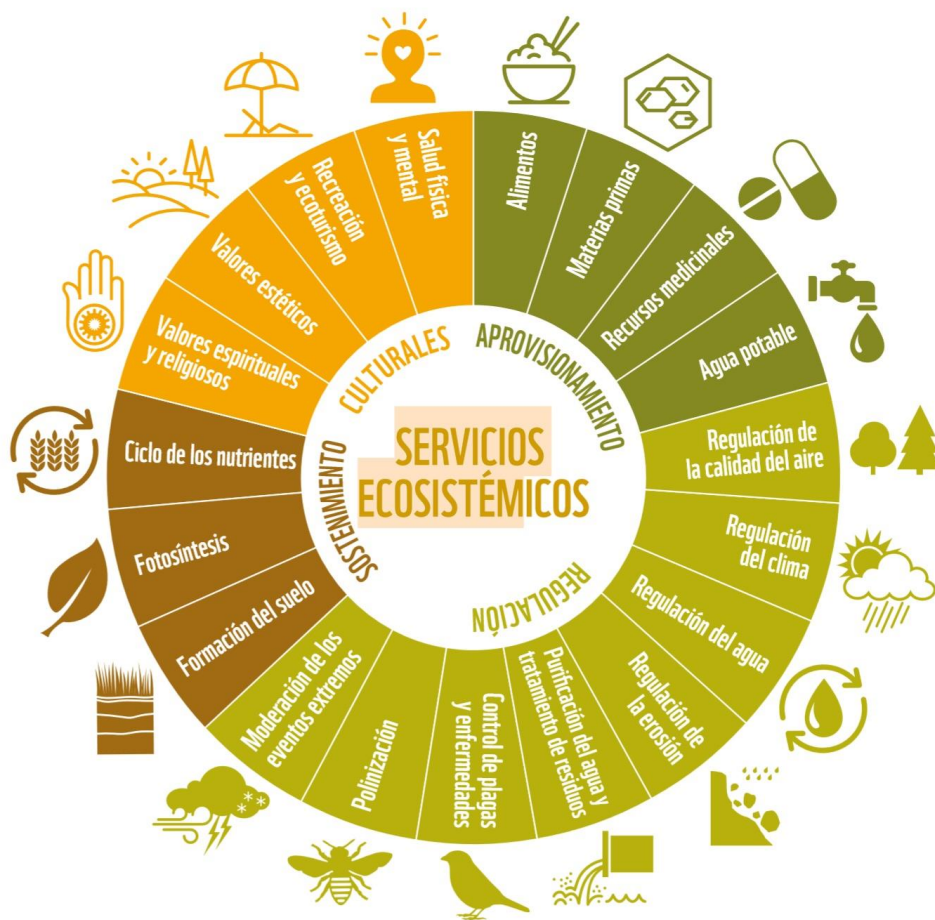 SERVICIOS
ECOSISTÉMICOS
APROVISIONAMIENTO
Alimentos
Materias primas
Recursos medicinales
Agua potable
REGULACIÓN
Regulación de
la calidad del aire
Regulación
del clima
Regulación del agua
Regulación de
la erosión
Purificación del agua y
tratamiento de residuos
Control de plagas
y enfermedades
Polinización
Moderación de los
eventos extremos
SOSTENIMIENTO
Formación del suelo
Fotosíntesis
Ciclo de los nutrientes
CULTURALES
Valores espirituales
y religiosos
Valores estéticos
Recreación
y ecoturismo
Salud física
y mental